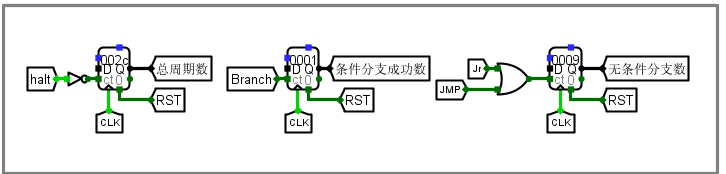 halt
002c
D Q
ct0
总周期数
RST
CLK
Branch
0001
D Q
ct0
条件分支成功数
RST
CLK
Jr
JMP
0009
D Q
ct0
无条件分支数
RST
CLK